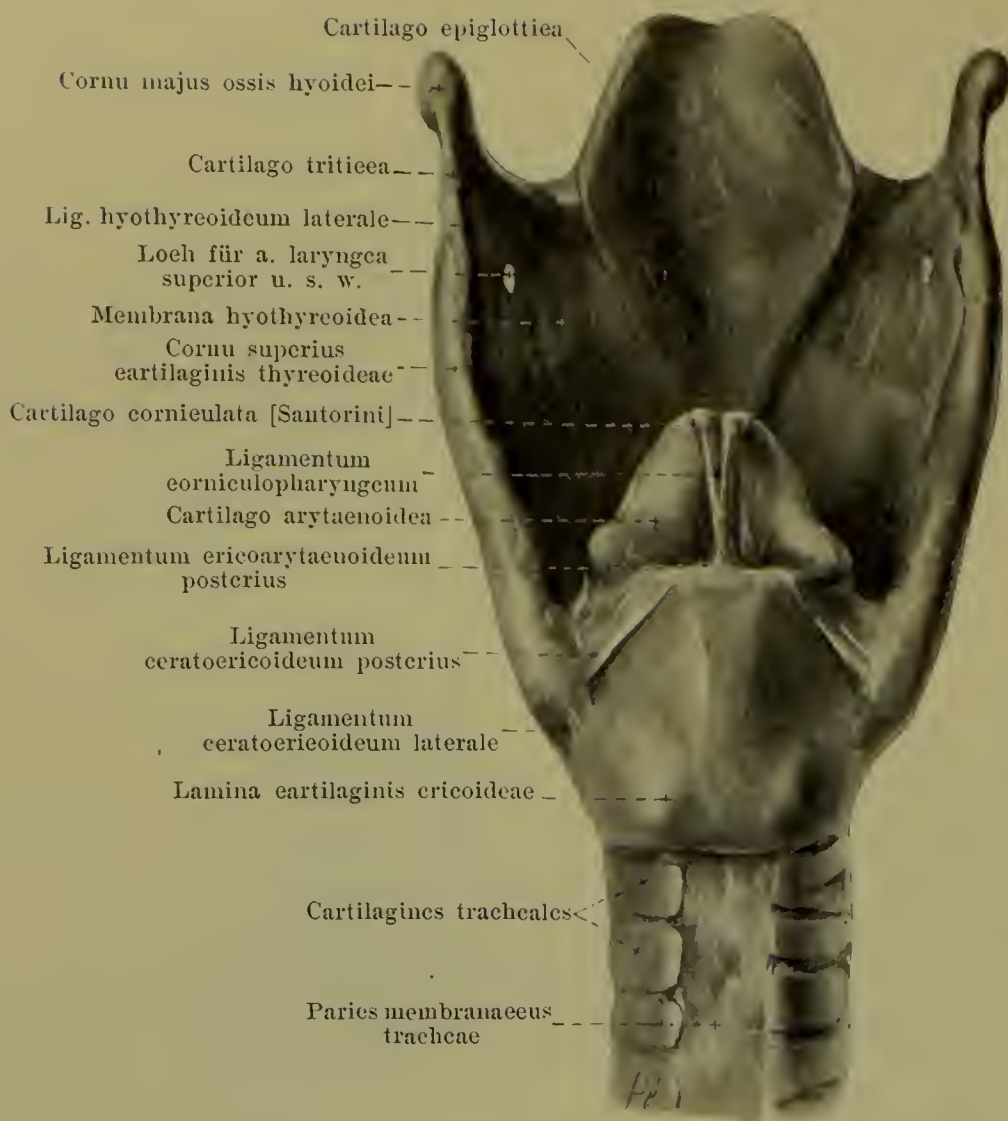 Cartilago epiglottica
Cornu majus ossis hyoidei
Cartilago triticea
Lig. hyothyreoideum laterale
Loch für a. laryngea
superior u. s. w.
Membrana hyothyreoidea
Cornu superius
cartilaginis thyreoideae
Cartilago corniculata [Santorini]
Ligamentum
corniculopharyngeum
Cartilago arytaenoidea
Ligamentum cricoarytaenoideum
posterius
Ligamentum
ceratocricoideum posterius
Ligamentum
ceratocricoideum laterale
Lamina cartilaginis cricoideae
Cartilagines tracheales
Paries membranaceus
tracheae